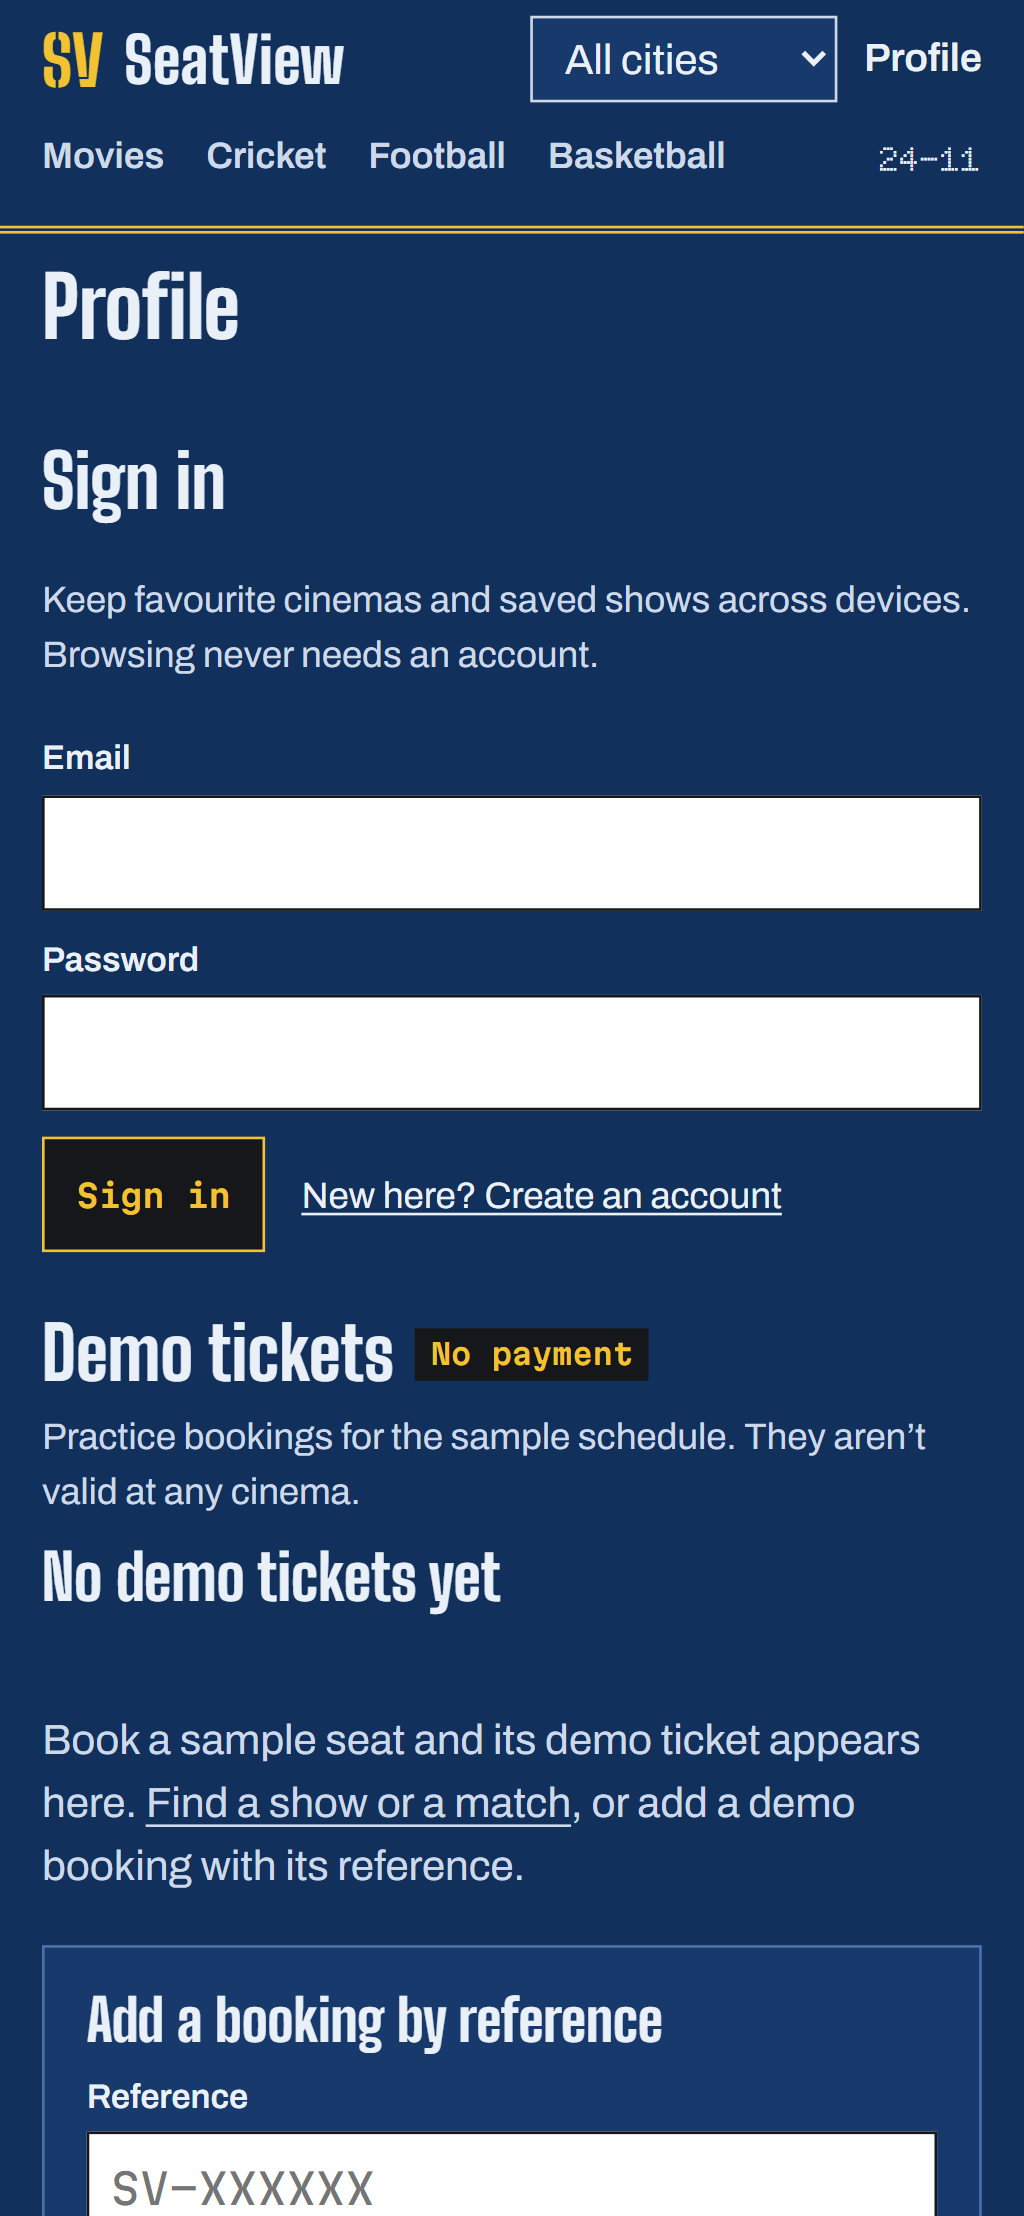 SV SeatView
All cities
Profile
Movies Cricket Football Basketball
24-11
Profile
Sign in
Keep favourite cinemas and saved shows across devices.
Browsing never needs an account.
Email
Password
Sign in
New here? Create an account
Demo tickets
No payment
Practice bookings for the sample schedule. They aren’t
valid at any cinema.
No demo tickets yet
Book a sample seat and its demo ticket appears
here. Find a show or a match, or add a demo
booking with its reference.
Add a booking by reference
Reference
SV-XXXXXX